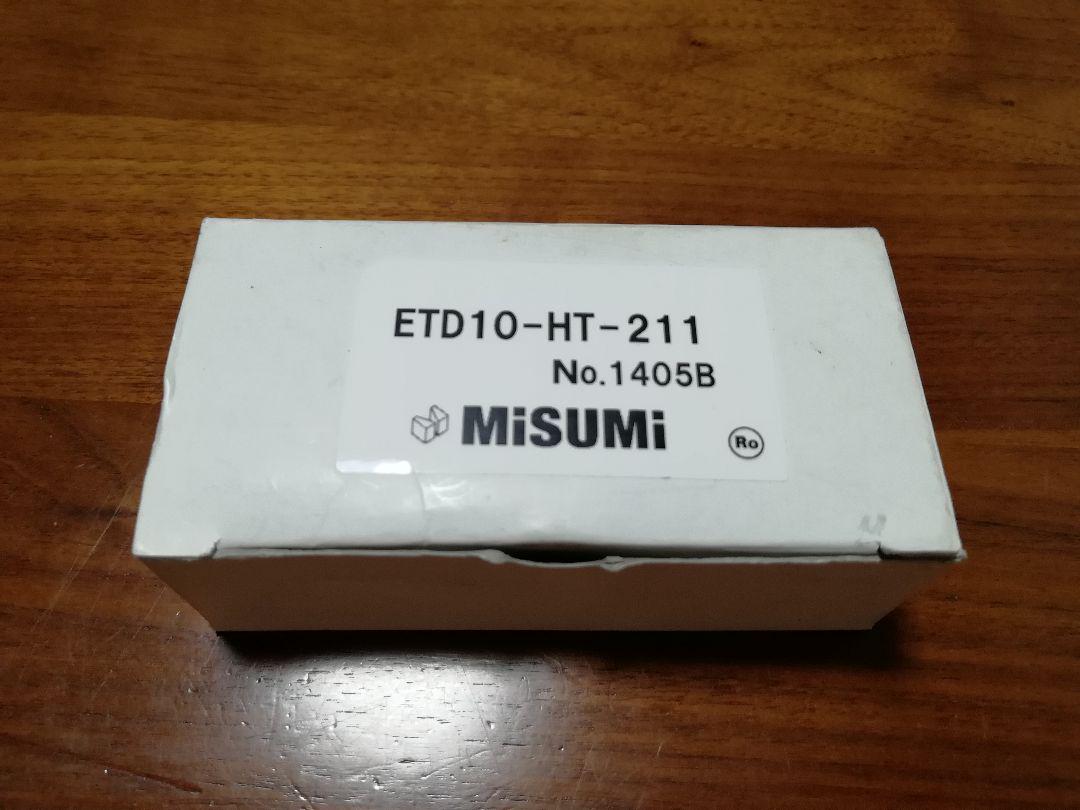 ETD10-HT-211
No.1405B
MiSUMi
Ro